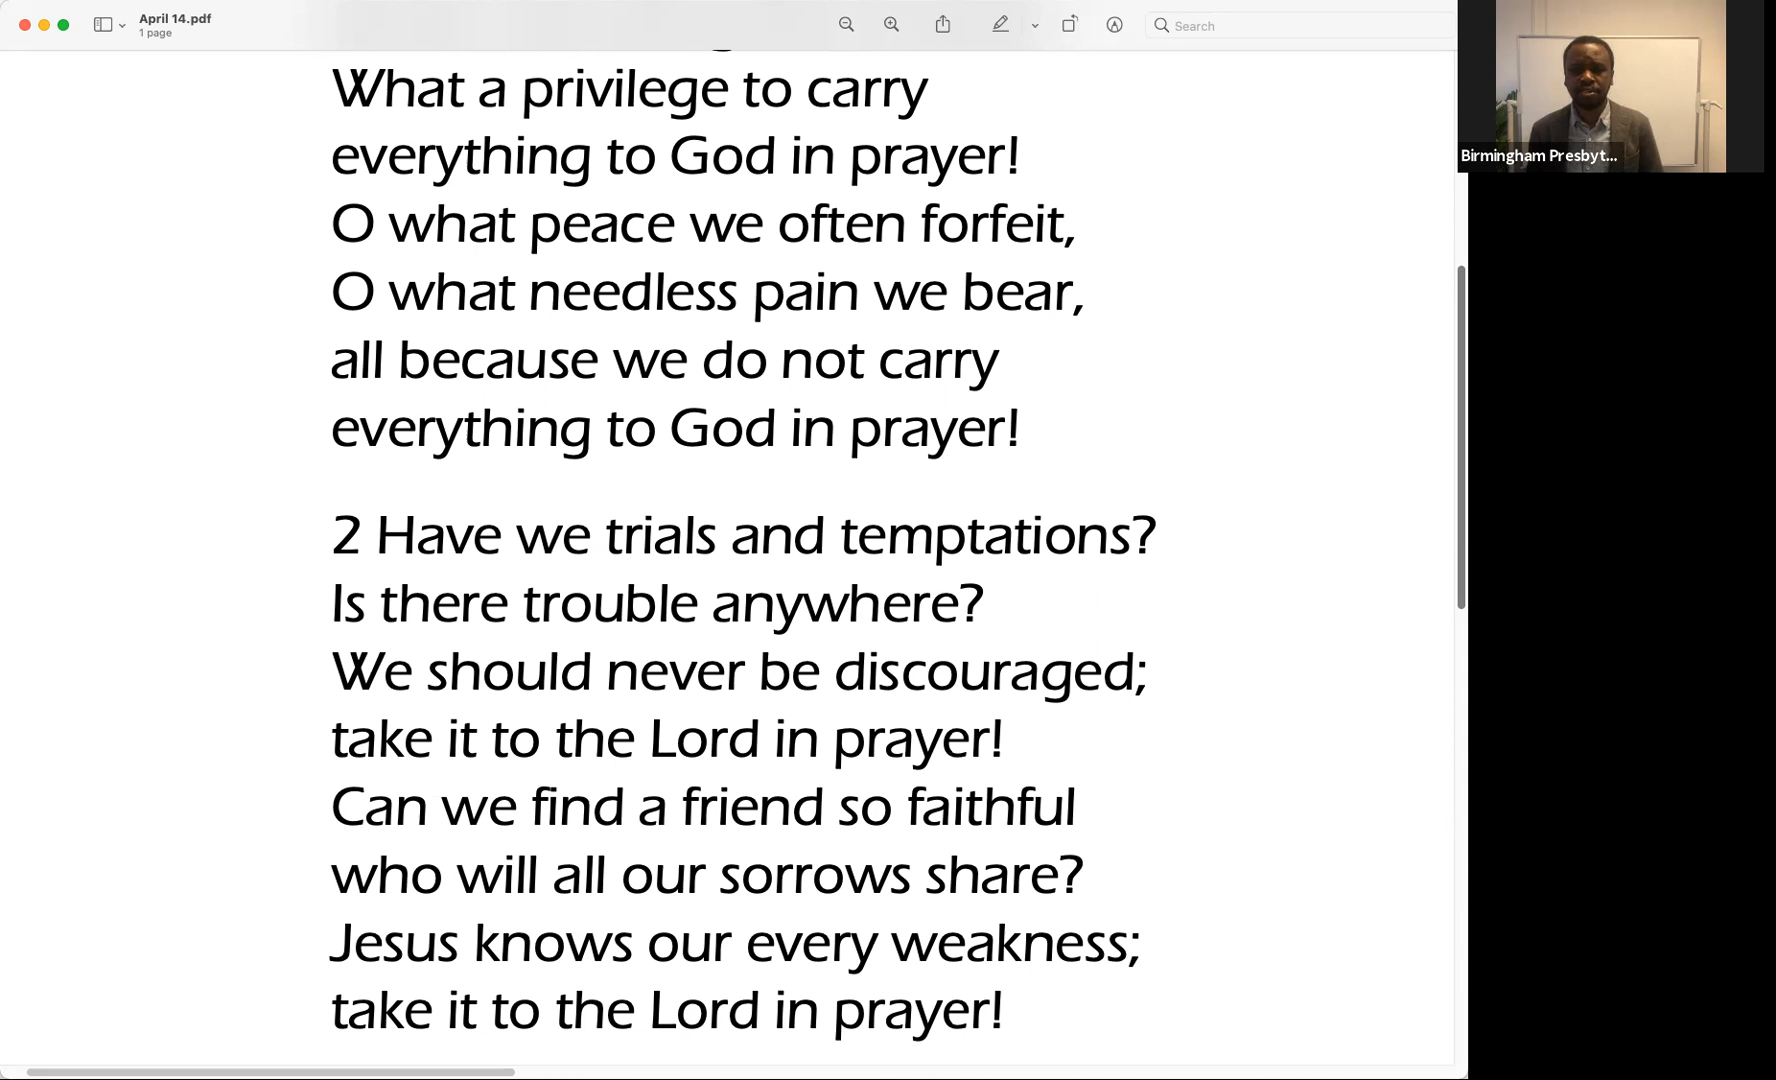 April 14.pdf
1 page
Search
What a privilege to carry
everything to God in prayer!
O what peace we often forfeit,
O what needless pain we bear,
all because we do not carry
everything to God in prayer!
2 Have we trials and temptations?
Is there trouble anywhere?
We should never be discouraged;
take it to the Lord in prayer!
Can we find a friend so faithful
who will all our sorrows share?
Jesus knows our every weakness;
take it to the Lord in prayer!
Birmingham Presbyt...